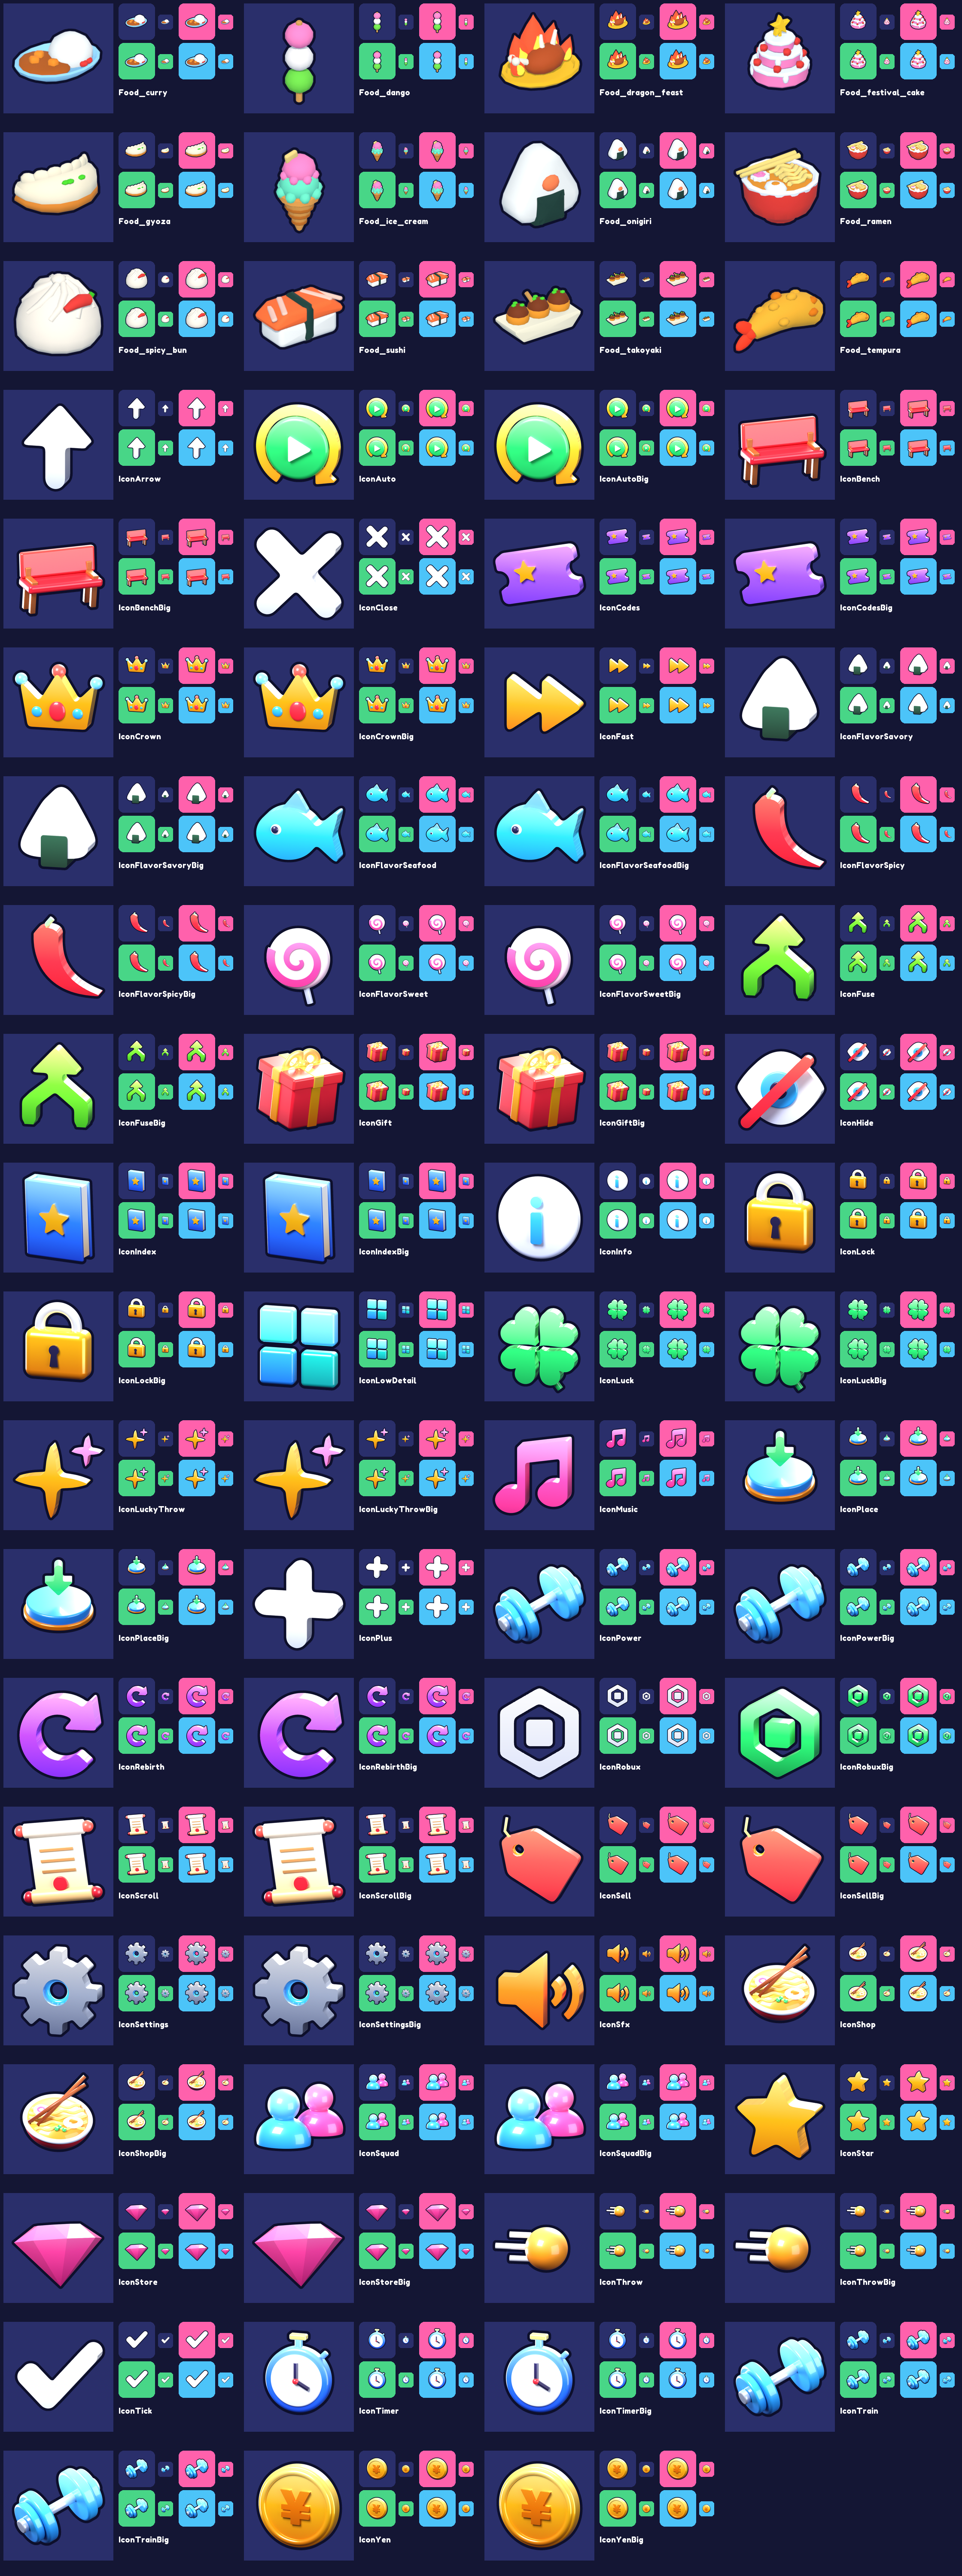 Food_curry
Food_dango
Food_dragon_feast
Food_festival_cake
Food_gyoza
Food_ice_cream
Food_onigiri
Food_ramen
Food_spicy_bun
Food_sushi
Food_takoyaki
Food_tempura
IconArrow
IconAuto
IconAutoBig
IconBench
IconBenchBig
IconClose
IconCodes
IconCodesBig
IconCrown
IconCrownBig
IconFast
IconFlavorSavory
IconFlavorSavoryBig
IconFlavorSeafood
IconFlavorSeafoodBig
IconFlavorSpicy
IconFlavorSpicyBig
IconFlavorSweet
IconFlavorSweetBig
IconFuse
IconFuseBig
IconGift
IconGiftBig
IconHide
IconIndex
IconIndexBig
IconInfo
IconLock
IconLockBig
IconLowDetail
IconLuck
IconLuckBig
IconLuckyThrow
IconLuckyThrowBig
IconMusic
IconPlace
IconPlaceBig
IconPlus
IconPower
IconPowerBig
IconRebirth
IconRebirthBig
IconRobux
IconRobuxBig
IconScroll
IconScrollBig
IconSell
IconSellBig
IconSettings
IconSettingsBig
IconSfx
IconShop
IconShopBig
IconSquad
IconSquadBig
IconStar
IconStore
IconStoreBig
IconThrow
IconThrowBig
IconTick
IconTimer
IconTimerBig
IconTrain
IconTrainBig
IconYen
IconYenBig